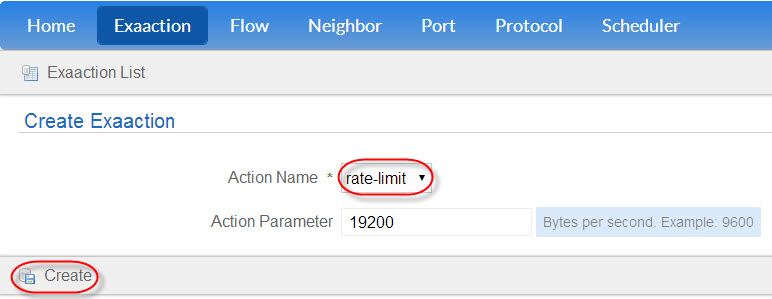 Home Exaaction Flow Neighbor Port Protocol Scheduler
Exaaction List
Create Exaaction
Action Name * rate-limit
Action Parameter 19200 Bytes per second. Example: 9600
Create